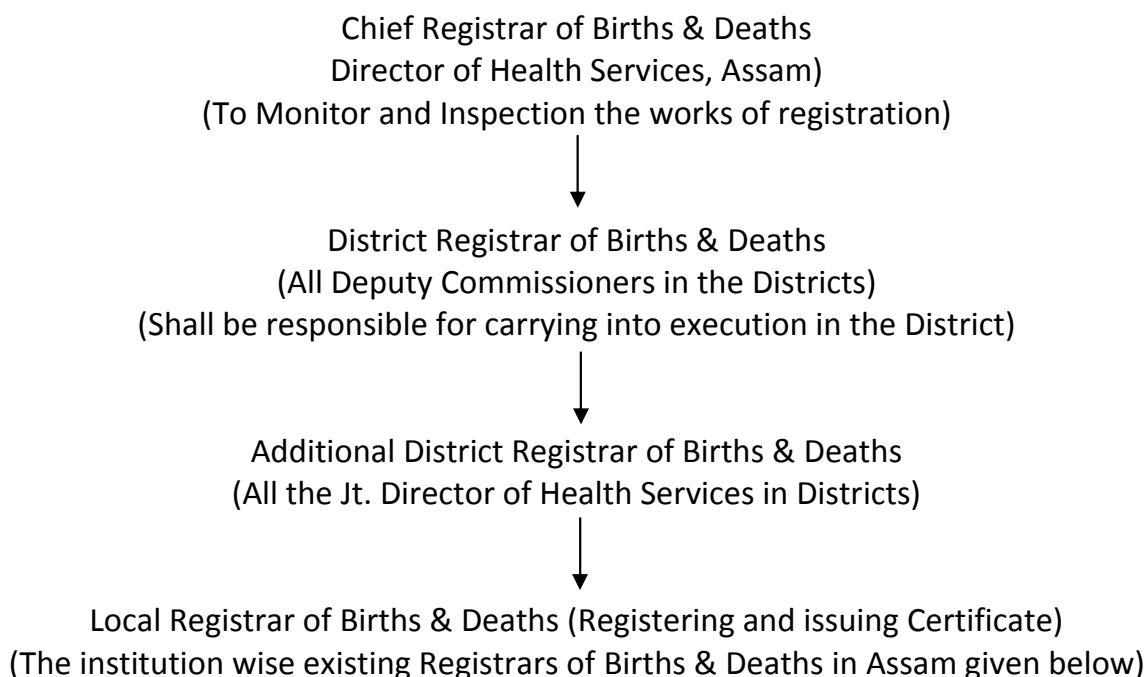 Chief Registrar of Births & Deaths
Director of Health Services, Assam)
(To Monitor and Inspection the works of registration)
District Registrar of Births & Deaths
(All Deputy Commissioners in the Districts)
(Shall be responsible for carrying into execution in the District)
Additional District Registrar of Births & Deaths
(All the Jt. Director of Health Services in Districts)
Local Registrar of Births & Deaths (Registering and issuing Certificate)
(The institution wise existing Registrars of Births & Deaths in Assam given below)